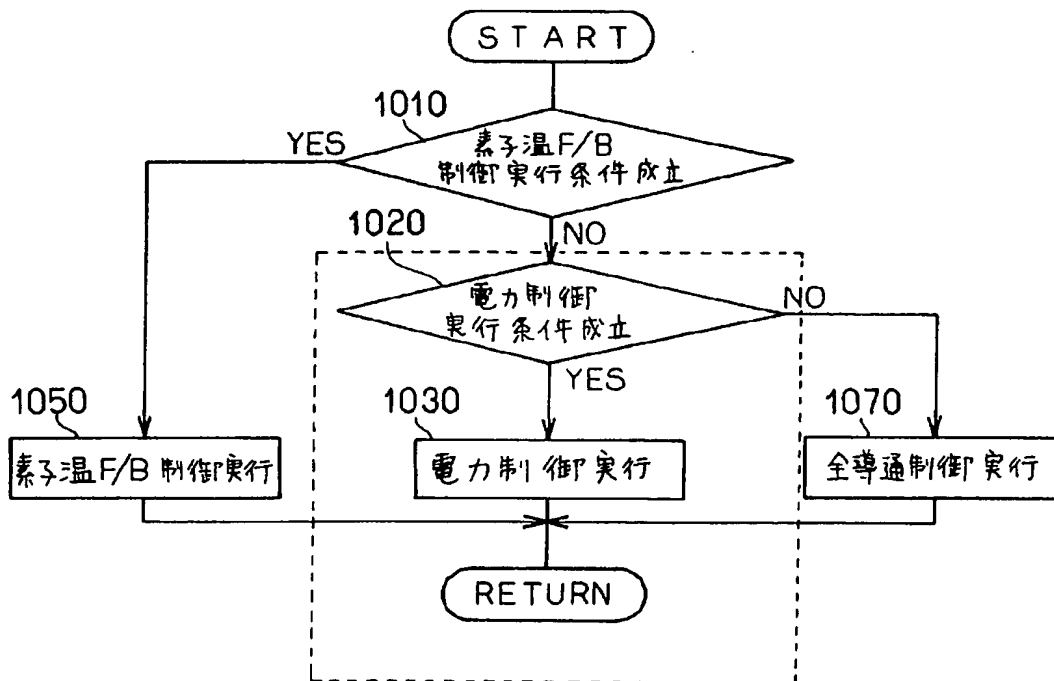 START
1010
YES
素子温F/B
制御実行条件成立
1020
NO
電力制御
実行条件成立
NO
YES
1050
1030
1070
素子温F/B 制御実行
電力制御実行
全導通制御実行
RETURN